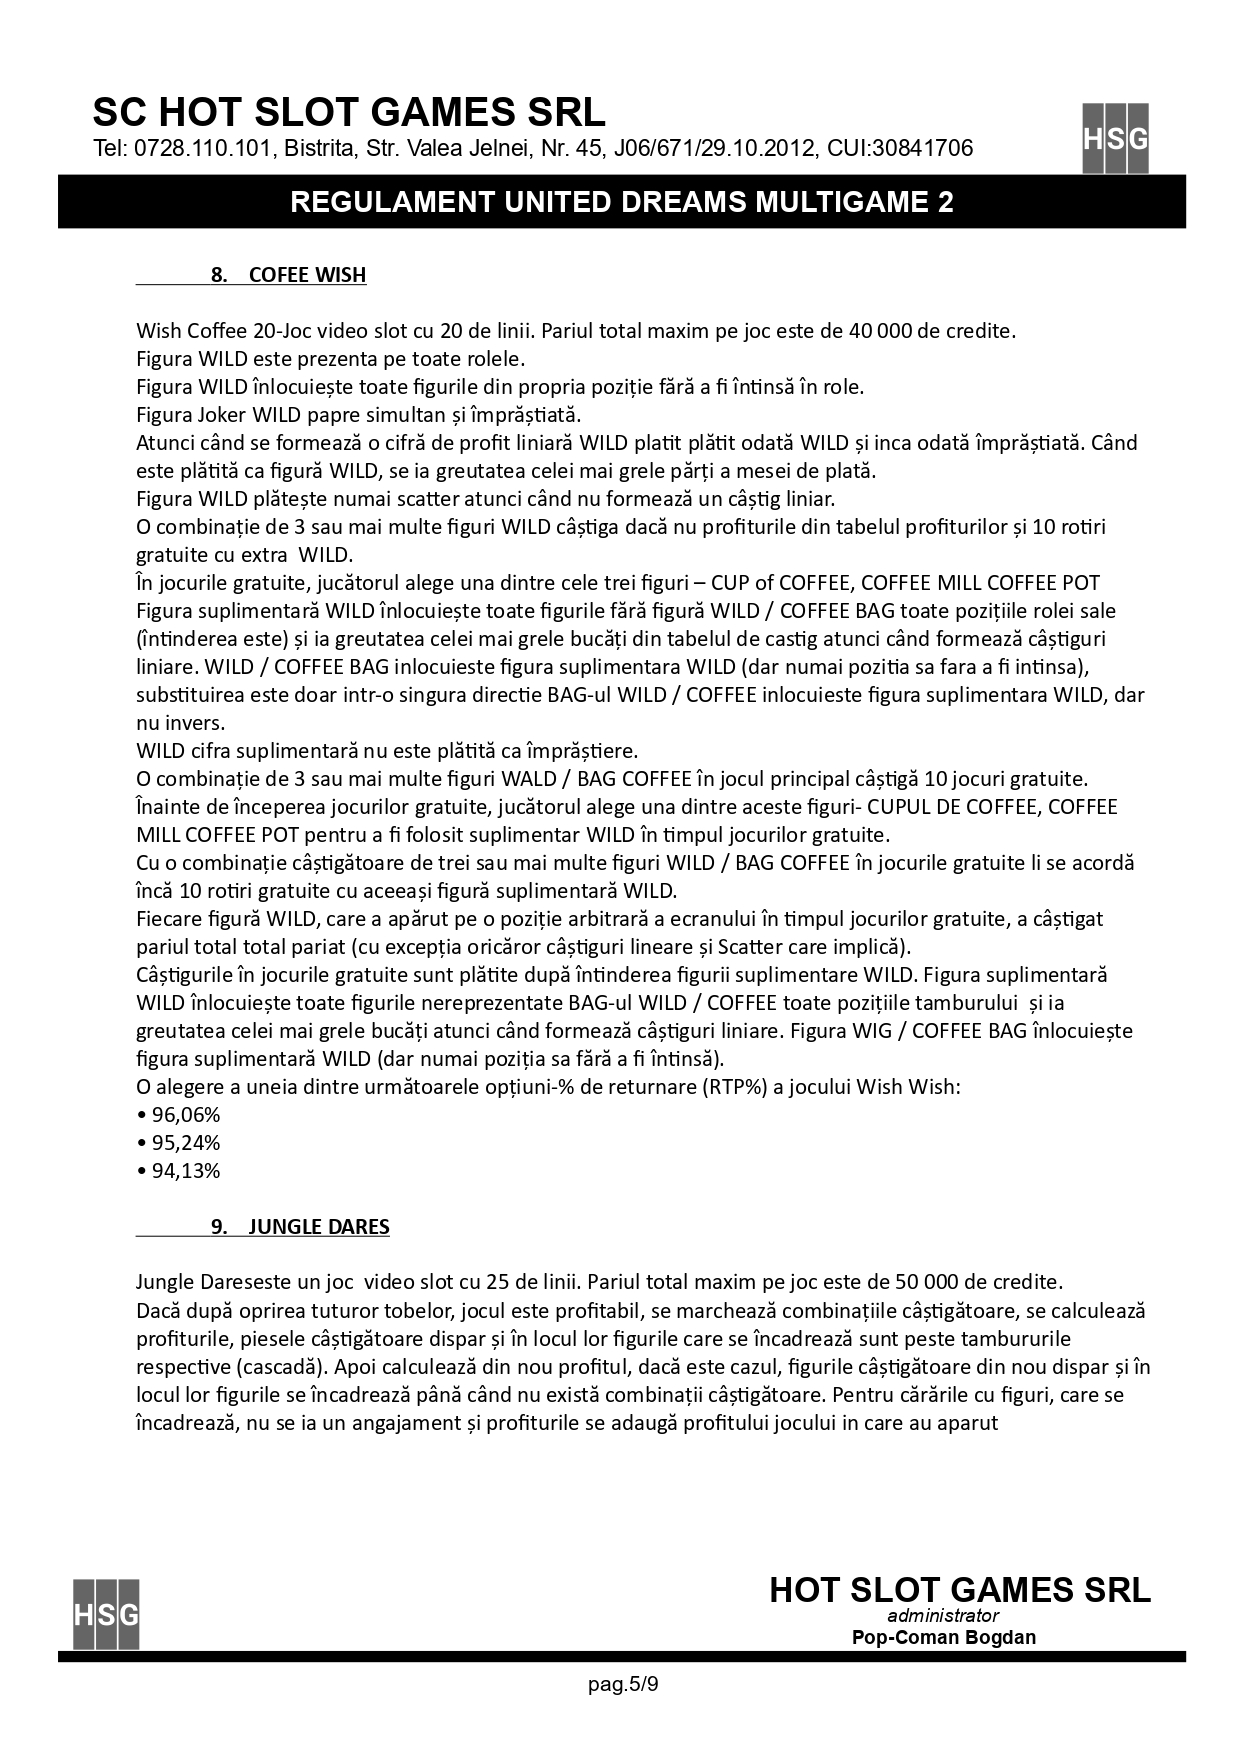 SC HOT SLOT GAMES SRL
Tel: 0728.110.101, Bistrita, Str. Valea Jelnei, Nr. 45, J06/671/29.10.2012, CUI:30841706
HSG
REGULAMENT UNITED DREAMS MULTIGAME 2
8. COFEE WISH
Wish Coffee 20-Joc video slot cu 20 de linii. Pariul total maxim pe joc este de 40 000 de credite.
Figura WILD este prezenta pe toate rolele.
Figura WILD înlocuiește toate figurile din propria poziție fără a fi întinsă în role.
Figura Joker WILD papre simultan și împrăștiată.
Atunci când se formează o cifră de profit liniară WILD platit plătit odată WILD și inca odată împrăștiată. Când
este plătită ca figură WILD, se ia greutatea celei mai grele părți a mesei de plată.
Figura WILD plătește numai scatter atunci când nu formează un câștig liniar.
O combinație de 3 sau mai multe figuri WILD câștiga dacă nu profiturile din tabelul profiturilor și 10 rotiri
gratuite cu extra  WILD.
În jocurile gratuite, jucătorul alege una dintre cele trei figuri – CUP of COFFEE, COFFEE MILL COFFEE POT
Figura suplimentară WILD înlocuiește toate figurile fără figură WILD / COFFEE BAG toate pozițiile rolei sale
(întinderea este) și ia greutatea celei mai grele bucăți din tabelul de castig atunci când formează câștiguri
liniare. WILD / COFFEE BAG inlocuieste figura suplimentara WILD (dar numai pozitia sa fara a fi intinsa),
substituirea este doar intr-o singura directie BAG-ul WILD / COFFEE inlocuieste figura suplimentara WILD, dar
nu invers.
WILD cifra suplimentară nu este plătită ca împrăștiere.
O combinație de 3 sau mai multe figuri WALD / BAG COFFEE în jocul principal câștigă 10 jocuri gratuite.
Înainte de începerea jocurilor gratuite, jucătorul alege una dintre aceste figuri- CUPUL DE COFFEE, COFFEE
MILL COFFEE POT pentru a fi folosit suplimentar WILD în timpul jocurilor gratuite.
Cu o combinație câștigătoare de trei sau mai multe figuri WILD / BAG COFFEE în jocurile gratuite li se acordă
încă 10 rotiri gratuite cu aceeași figură suplimentară WILD.
Fiecare figură WILD, care a apărut pe o poziție arbitrară a ecranului în timpul jocurilor gratuite, a câștigat
pariul total total pariat (cu excepția oricăror câștiguri lineare și Scatter care implică).
Câștigurile în jocurile gratuite sunt plătite după întinderea figurii suplimentare WILD. Figura suplimentară
WILD înlocuiește toate figurile nereprezentate BAG-ul WILD / COFFEE toate pozițiile tamburului  și ia
greutatea celei mai grele bucăți atunci când formează câștiguri liniare. Figura WIG / COFFEE BAG înlocuiește
figura suplimentară WILD (dar numai poziția sa fără a fi întinsă).
O alegere a uneia dintre următoarele opțiuni-% de returnare (RTP%) a jocului Wish Wish:
• 96,06%
• 95,24%
• 94,13%
9. JUNGLE DARES
Jungle Dareseste un joc  video slot cu 25 de linii. Pariul total maxim pe joc este de 50 000 de credite.
Dacă după oprirea tuturor tobelor, jocul este profitabil, se marchează combinațiile câștigătoare, se calculează
profiturile, piesele câștigătoare dispar și în locul lor figurile care se încadrează sunt peste tambururile
respective (cascadă). Apoi calculează din nou profitul, dacă este cazul, figurile câștigătoare din nou dispar și în
locul lor figurile se încadrează până când nu există combinații câștigătoare. Pentru cărările cu figuri, care se
încadrează, nu se ia un angajament și profiturile se adaugă profitului jocului in care au aparut
HSG
HOT SLOT GAMES SRL
administrator
Pop-Coman Bogdan
pag.5/9